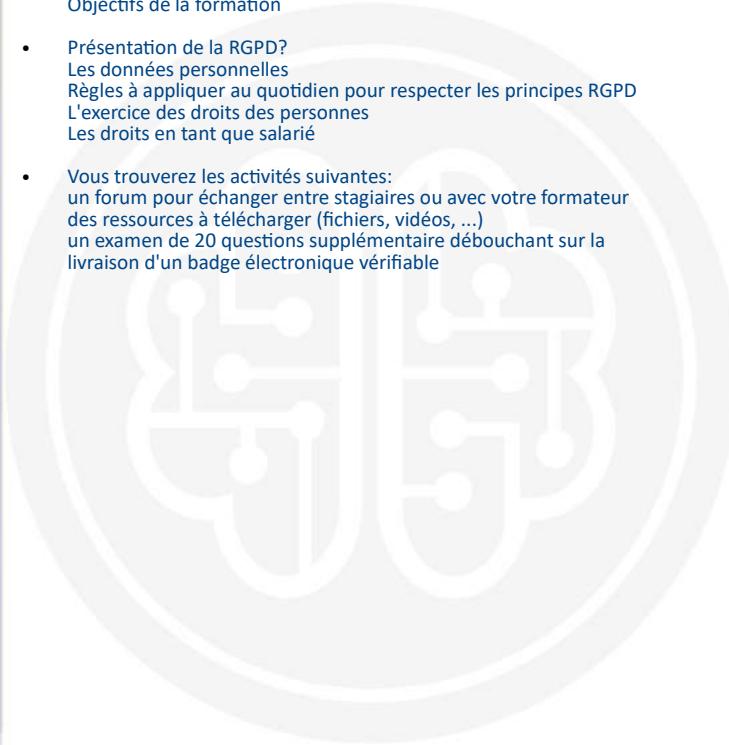 Objectifs de la formation
• Présentation de la RGPD?
Les données personnelles
Règles à appliquer au quotidien pour respecter les principes RGPD
L'exercice des droits des personnes
Les droits en tant que salarié
• Vous trouverez les activités suivantes:
un forum pour échanger entre stagiaires ou avec votre formateur
des ressources à télécharger (fichiers, vidéos, ...)
un examen de 20 questions supplémentaire débouchant sur la
livraison d'un badge électronique vérifiable